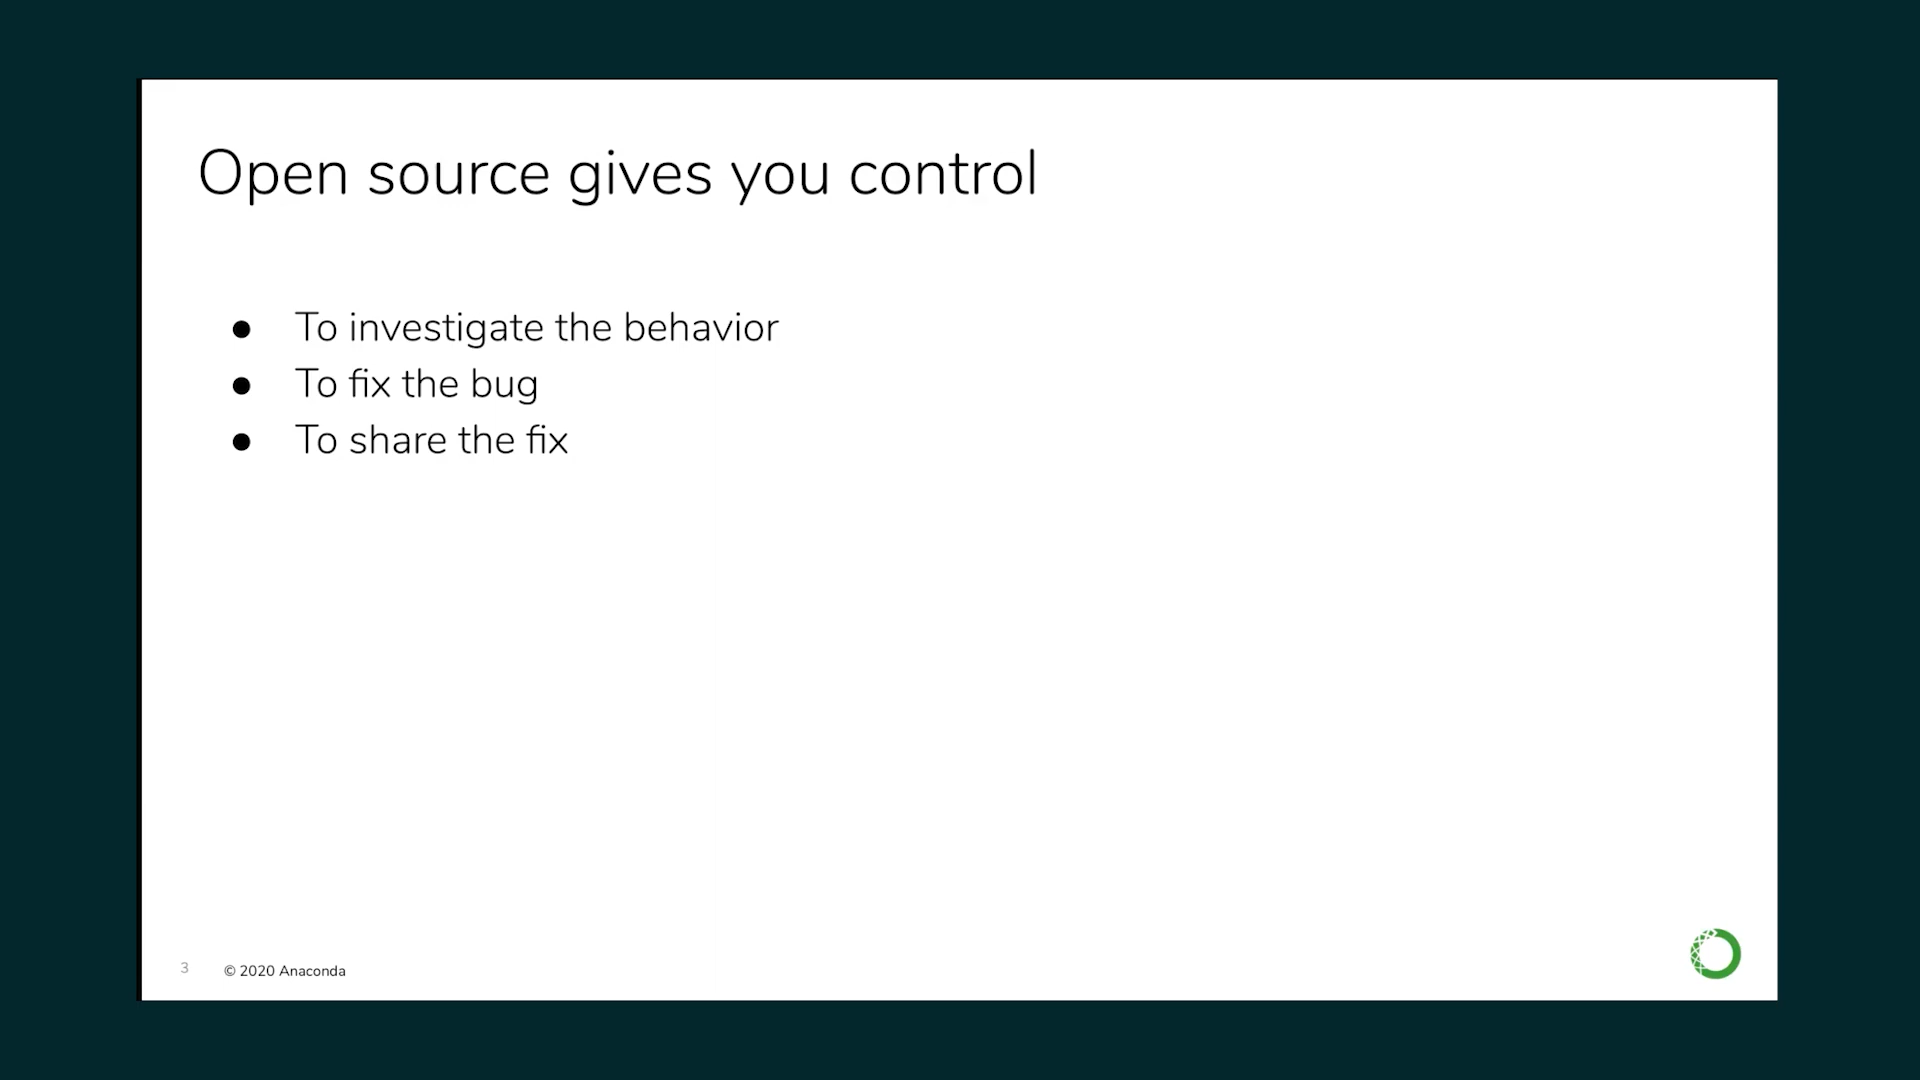 Open source gives you control
● To investigate the behavior
● To fix the bug
● To share the fix
3 © 2020 Anaconda